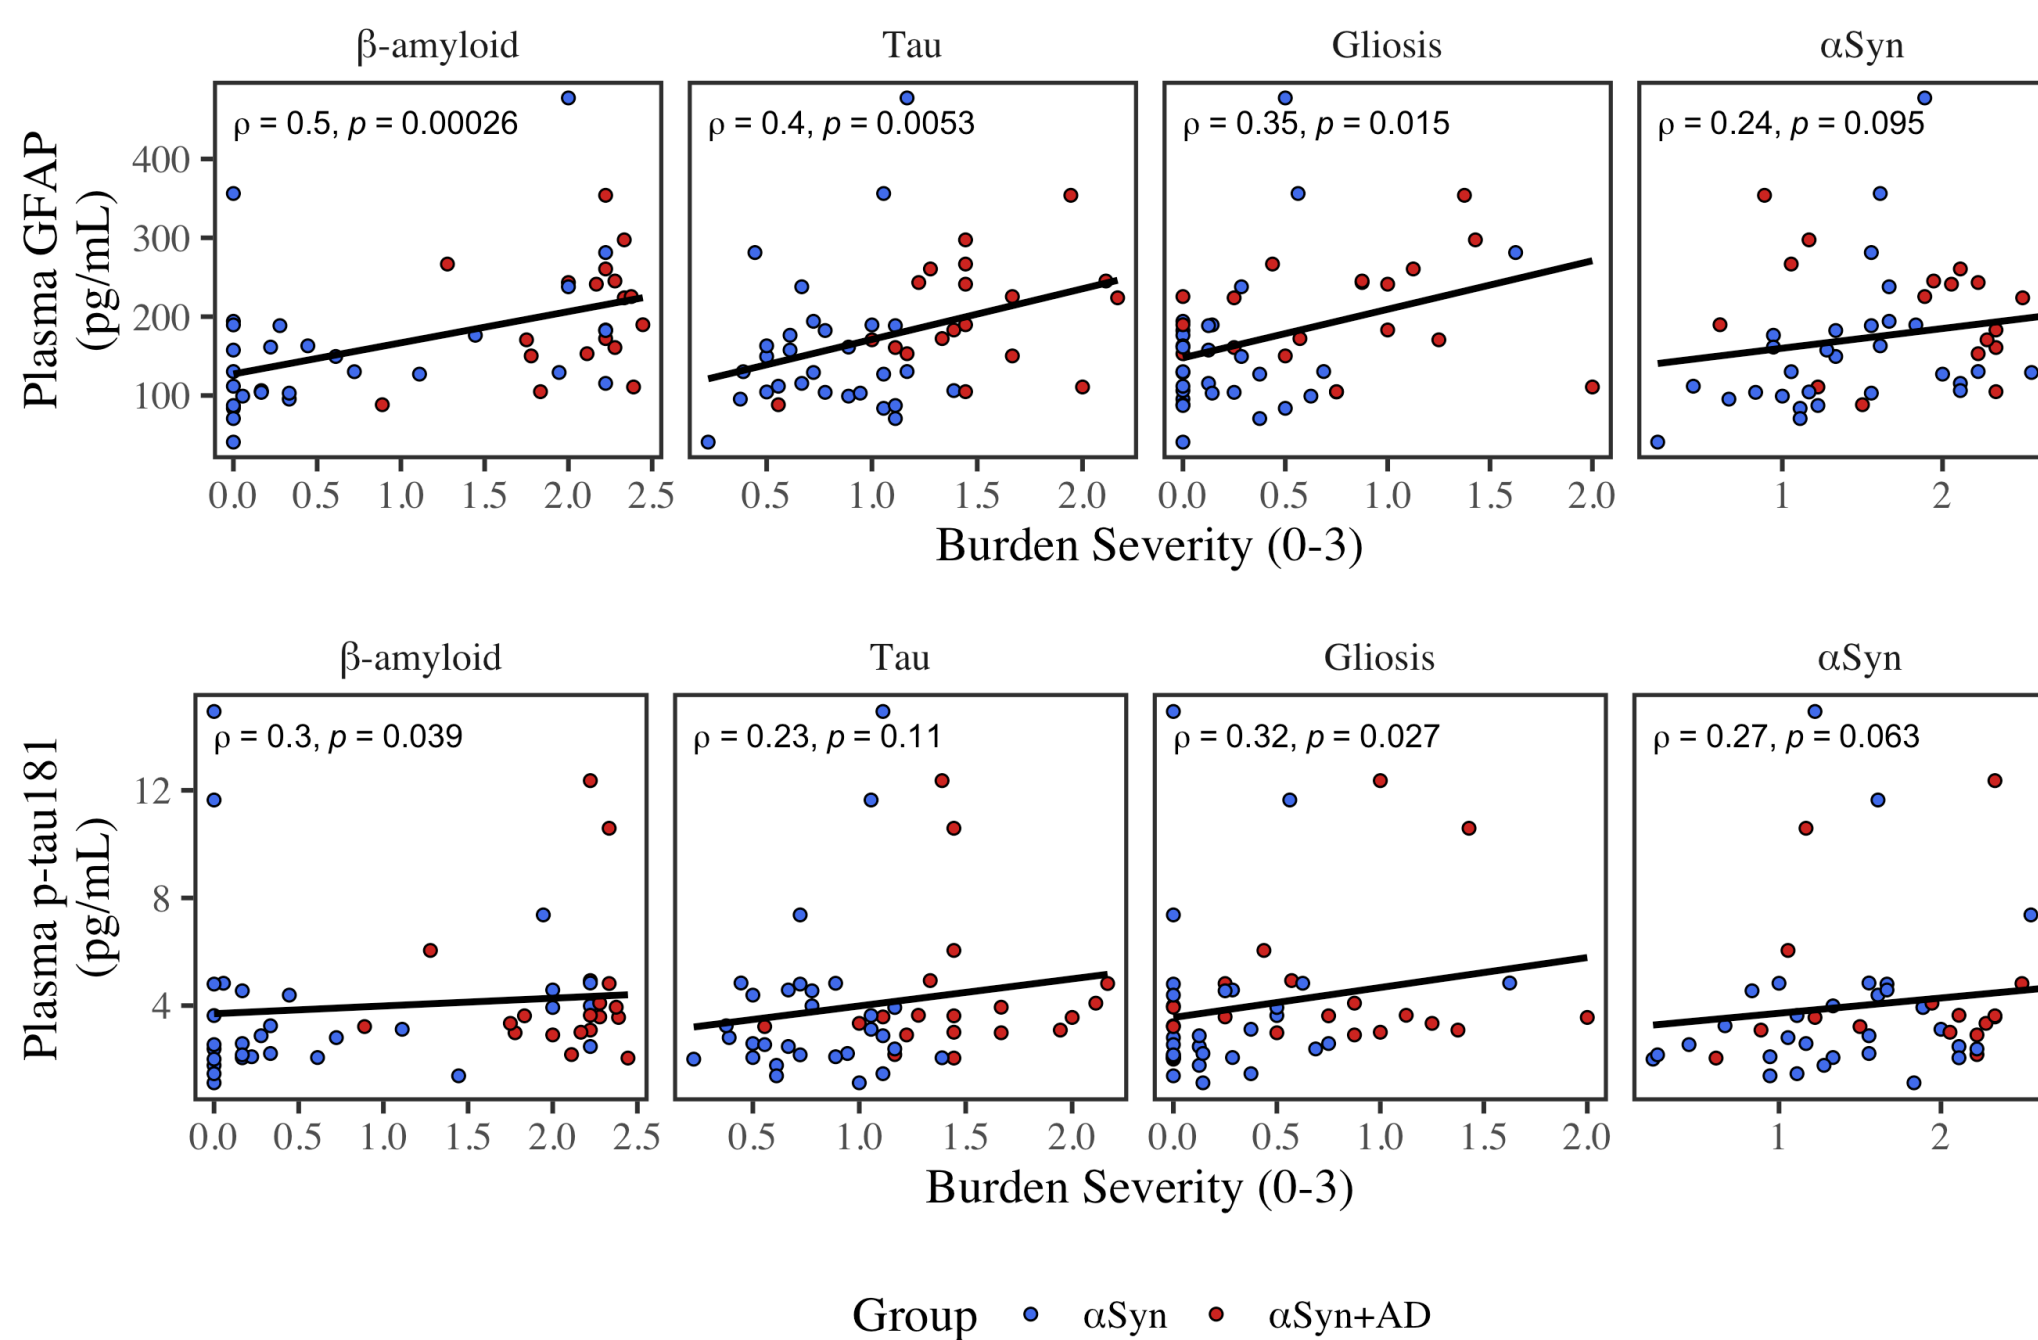 β-amyloid Tau Gliosis αSyn
ρ = 0.5, p = 0.00026 ρ = 0.4, p = 0.0053 ρ = 0.35, p = 0.015 ρ = 0.24, p = 0.095
Plasma GFAP
(pg/mL)
400
300
200
100
0.0 0.5 1.0 1.5 2.0 2.5 0.5 1.0 1.5 2.0 0.0 0.5 1.0 1.5 2.0 1 2
Burden Severity (0-3)
β-amyloid Tau Gliosis αSyn
ρ = 0.3, p = 0.039 ρ = 0.23, p = 0.11 ρ = 0.32, p = 0.027 ρ = 0.27, p = 0.063
Plasma p-tau181
(pg/mL)
12
8
4
0.0 0.5 1.0 1.5 2.0 2.5 0.5 1.0 1.5 2.0 0.0 0.5 1.0 1.5 2.0 1 2
Burden Severity (0-3)
Group αSyn αSyn+AD